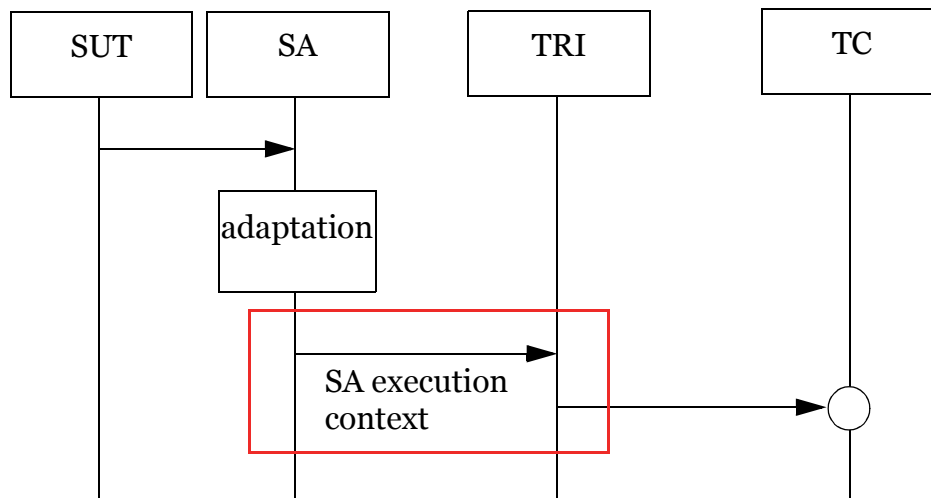 SUT
SA
TRI
TC
adaptation
SA execution
context